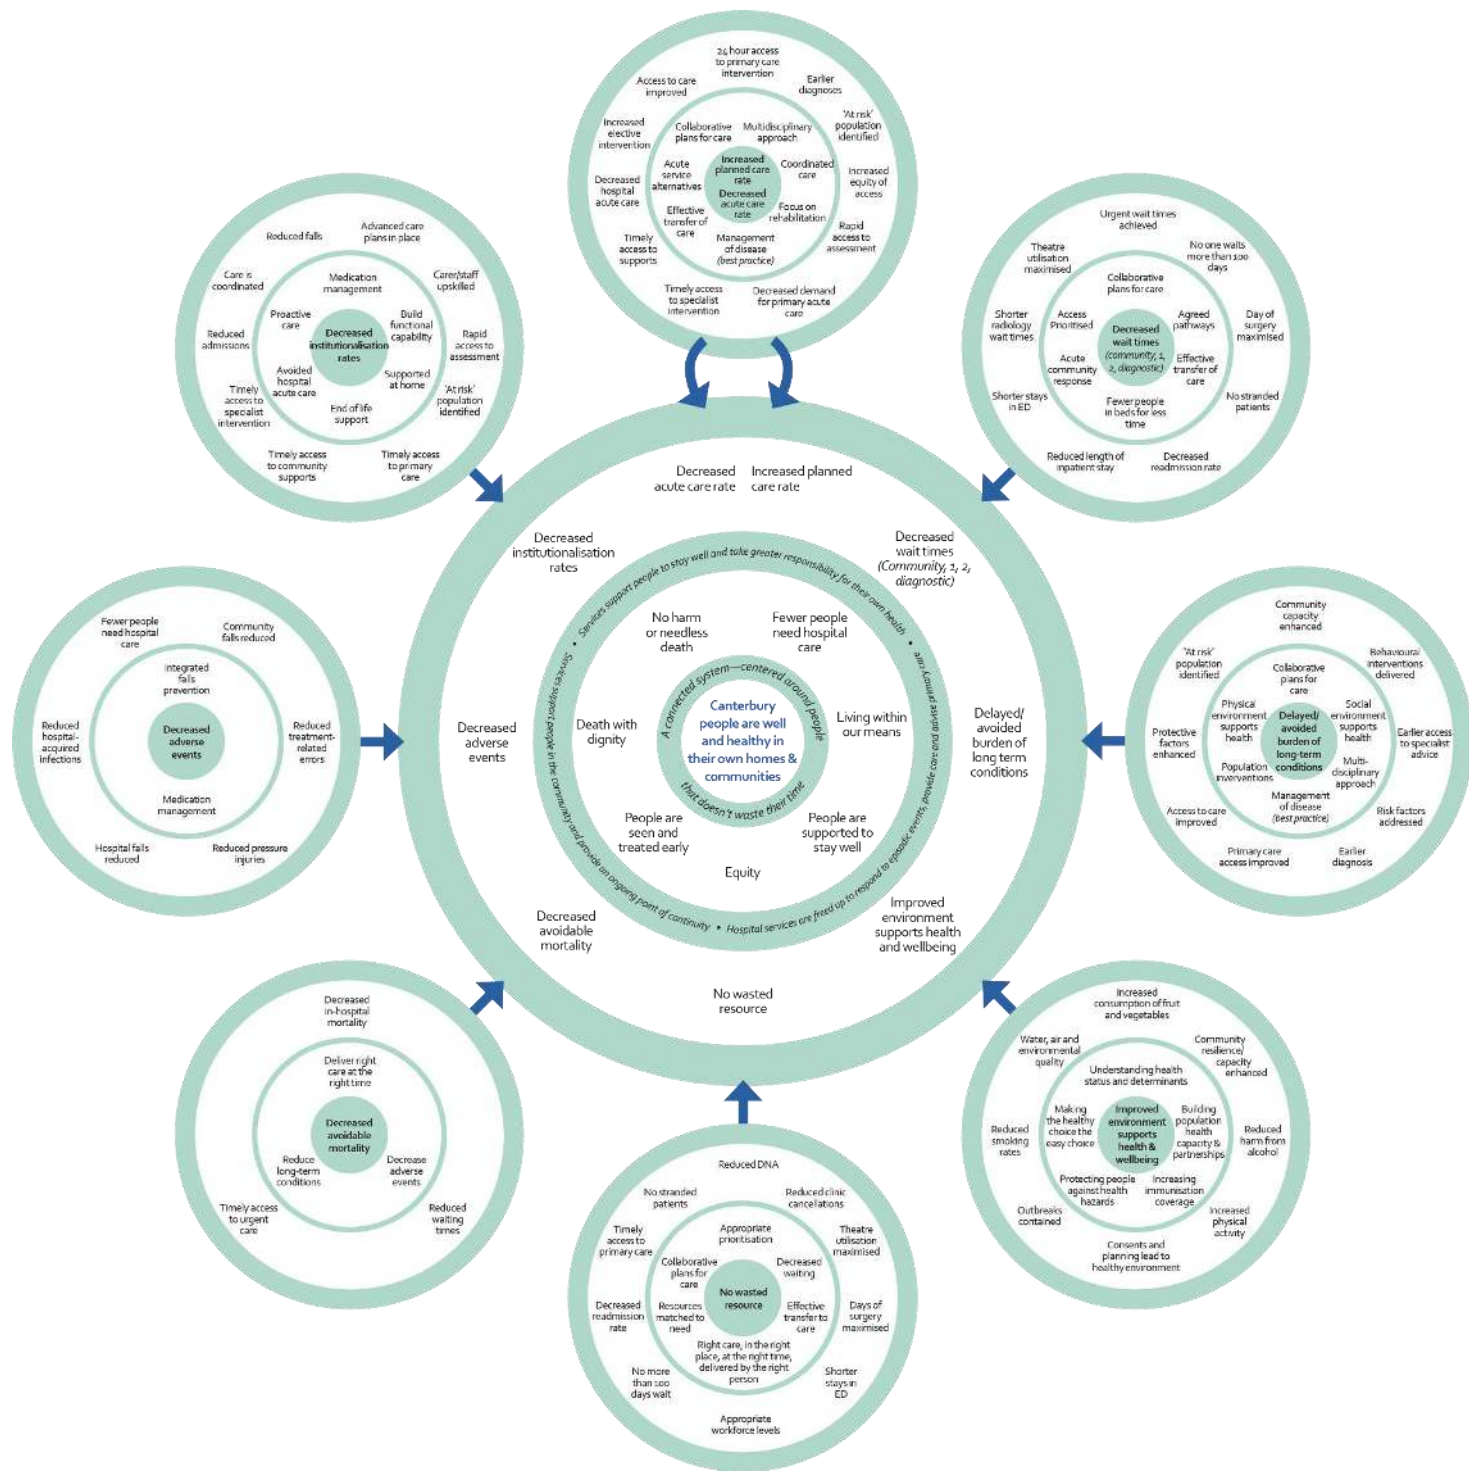 24 hour access
to primary care
intervention
Earlier
diagnoses
'At risk'
population
identified
Increased
equity of
access
Rapid
access to
assessment
Decreased demand
for primary acute
care
Timely access
to specialist
intervention
Timely
access to
supports
Decreased
hospital
acute care
Increased
elective
intervention
Access to care
improved
Collaborative
plans for care
Multidisciplinary
approach
Coordinated
care
Focus on
rehabilitation
Management
of disease
(best practice)
Effective
transfer of
care
Acute
service
alternatives
Increased
planned care
rate
Decreased
acute care
rate
Urgent wait times
achieved
No one waits
more than 100
days
Day of
surgery
maximised
No stranded
patients
Decreased
readmission rate
Reduced length of
inpatient stay
Shorter stays
in ED
Shorter
radiology
wait times
Theatre
utilisation
maximised
Collaborative
plans for care
Agreed
pathways
Effective
transfer of
care
Fewer people
in beds for less
time
Acute
community
response
Access
Prioritised
Decreased
wait times
(community, 1,
2, diagnostic)
Community
capacity
enhanced
Behavioural
interventions
delivered
Earlier access
to specialist
advice
Risk factors
addressed
Earlier
diagnosis
Primary care
access improved
Access to care
improved
Protective
factors
enhanced
'At risk'
population
identified
Collaborative
plans for
care
Social
environment
supports
health
Multi-
disciplinary
approach
Management
of disease
(best practice)
Population
inverventions
Physical
environment
supports
health
Delayed/
avoided
burden of
long-term
conditions
Increased
consumption of fruit
and vegetables
Community
resilience/
capacity
enhanced
Reduced
harm from
alcohol
Increased
physical
activity
Consents and
planning lead to
healthy environment
Outbreaks
contained
Reduced
smoking
rates
Water, air and
environmental
quality
Understanding health
status and determinants
Building
population
health
capacity &
partnerships
Increasing
immunisation
coverage
Protecting people
against health
hazards
Making
the healthy
choice the
easy choice
Improved
environment
supports
health &
wellbeing
Reduced DNA
Reduced clinic
cancellations
Theatre
utilisation
maximised
Days of
surgery
maximised
Shorter
stays in
ED
Appropriate
workforce levels
No more
than 100
days wait
Decreased
readmission
rate
Timely
access to
primary care
No stranded
patients
Appropriate
prioritisation
Decreased
waiting
Effective
transfer to
care
Right care, in the right
place, at the right time,
delivered by the right
person
Resources
matched to
need
Collaborative
plans for
care
No wasted
resource
Decreased
in-hospital
mortality
Reduced
waiting
times
Timely access
to urgent
care
Deliver right
care at the
right time
Decrease
adverse
events
Reduce
long-term
conditions
Decreased
avoidable
mortality
Fewer people
need hospital
care
Community
falls reduced
Reduced
treatment-
related
errors
Reduced pressure
injuries
Hospital falls
reduced
Reduced
hospital-
acquired
infections
Integrated
falls
prevention
Medication
management
Decreased
adverse
events
Reduced falls
Advanced care
plans in place
Carer/staff
upskilled
Rapid
access to
assessment
'At risk'
population
identified
Timely access
to primary
care
Timely access
to community
supports
Timely
access to
specialist
intervention
Reduced
admissions
Care is
coordinated
Medication
management
Build
functional
capability
Supported
at home
End of life
support
Avoided
hospital
acute care
Proactive
care
Decreased
institutionalisation
rates
Decreased
acute care rate
Increased planned
care rate
Decreased
wait times
(Community, 1, 2,
diagnostic)
Delayed/
avoided
burden of
long term
conditions
Improved
environment
supports health
and wellbeing
No wasted
resource
Decreased
avoidable
mortality
Decreased
adverse
events
Decreased
institutionalisation
rates
• Services support people to stay well and take greater responsibility for their own health
• Hospital services are freed up to respond to episodic events, provide care and advise primary care
• Services support people in the community and provide an ongoing point of continuity
No harm
or needless
death
Fewer people
need hospital
care
Living within
our means
People are
supported to
stay well
Equity
People are
seen and
treated early
Death with
dignity
A connected system—centered around people
that doesn't waste their time
Canterbury
people are well
and healthy in
their own homes &
communities